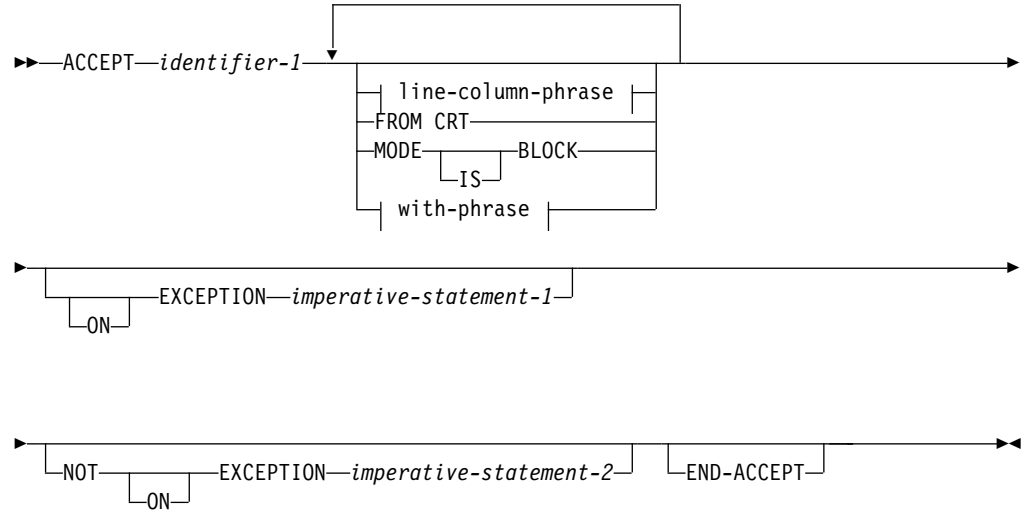 ACCEPT identifier-1
line-column-phrase
FROM CRT
MODE BLOCK
IS
with-phrase
EXCEPTION imperative-statement-1
ON
NOT EXCEPTION imperative-statement-2 END-ACCEPT
ON